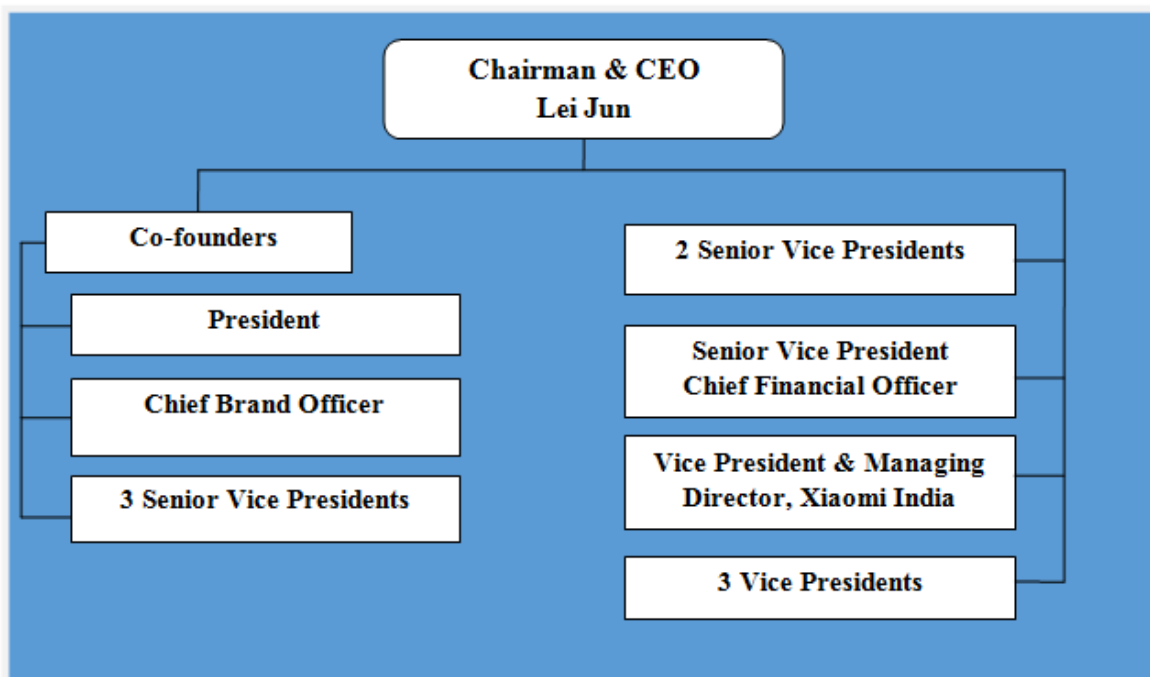 Chairman & CEO
Lei Jun
Co-founders
President
Chief Brand Officer
3 Senior Vice Presidents
2 Senior Vice Presidents
Senior Vice President
Chief Financial Officer
Vice President & Managing
Director, Xiaomi India
3 Vice Presidents